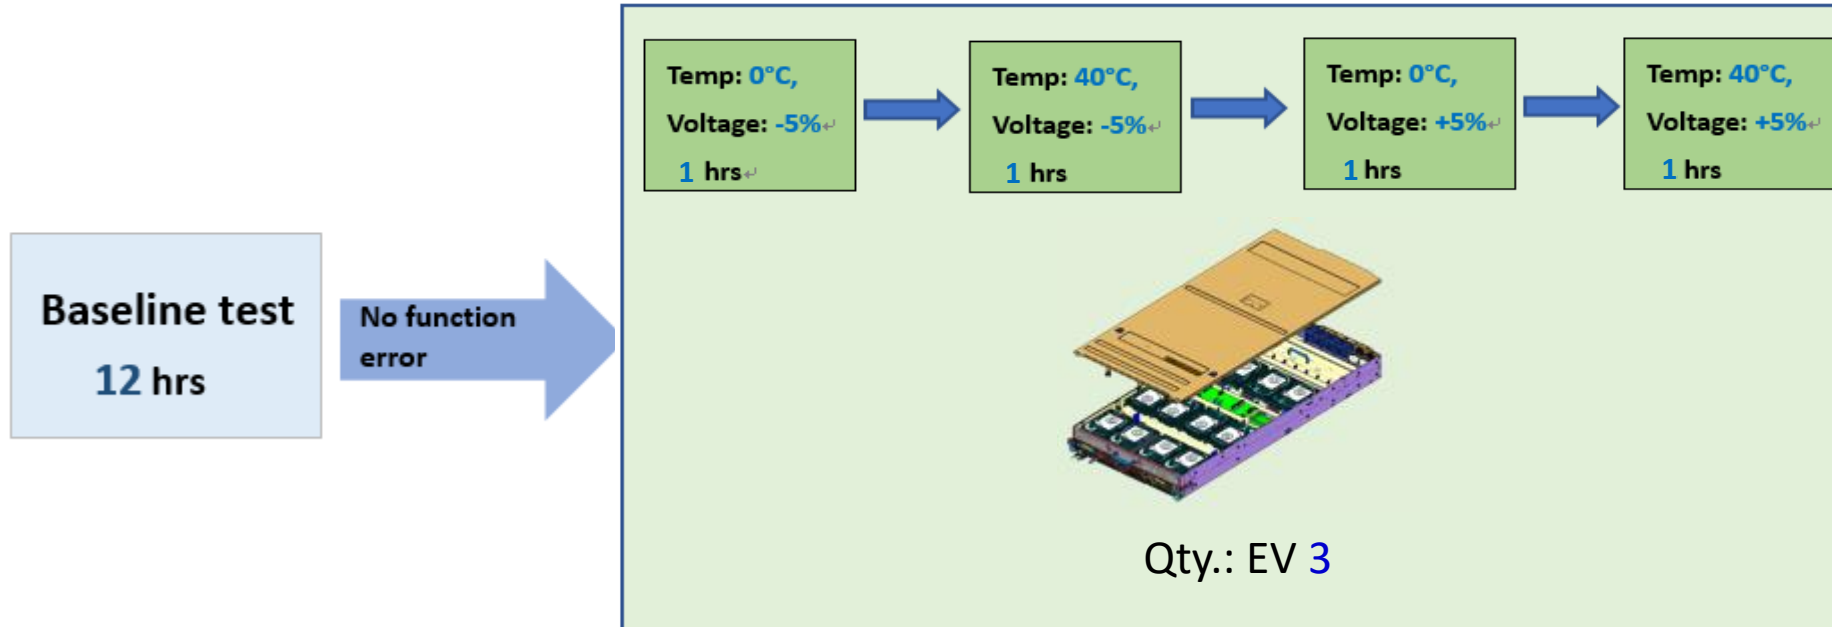 Baseline test
12 hrs
No function
error
Temp: 0°C,
Voltage: -5%↵
1 hrs↵
Temp: 40°C,
Voltage: -5%↵
1 hrs
Temp: 0°C,
Voltage: +5%↵
1 hrs
Temp: 40°C,
Voltage: +5%↵
1 hrs
Qty.: EV 3